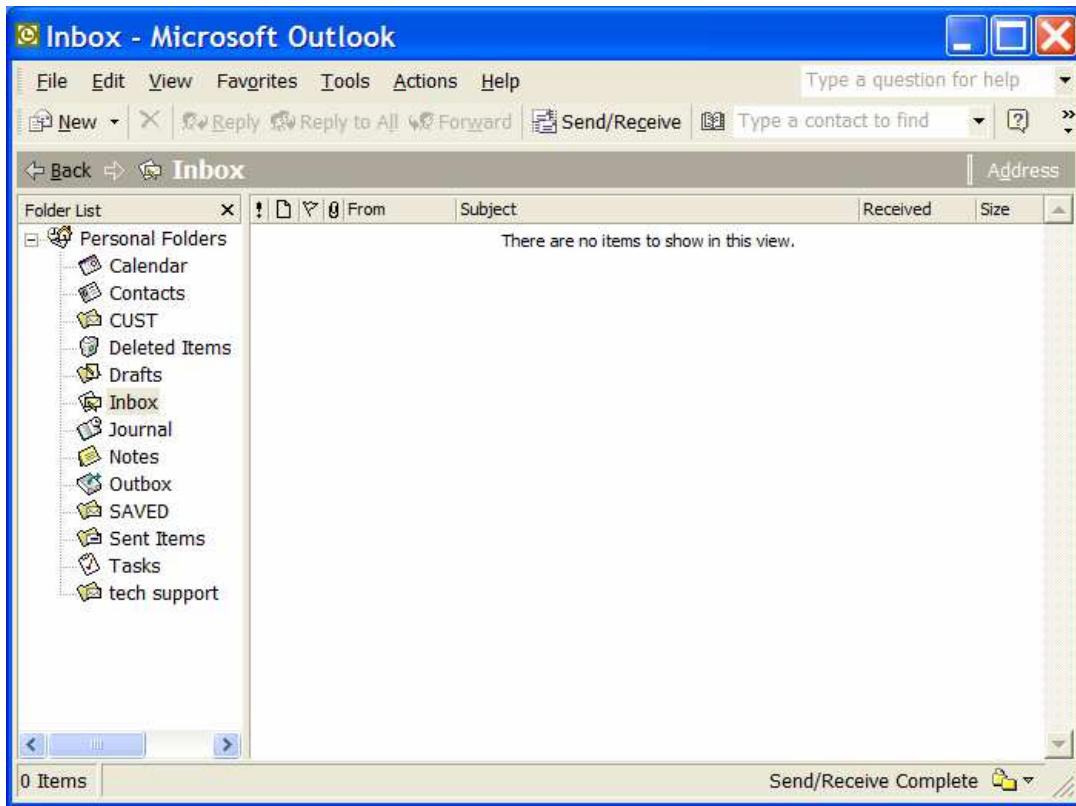 Inbox - Microsoft Outlook
File Edit View Favorites Tools Actions Help Type a question for help
New Reply Reply to All Forward Send/Receive Type a contact to find
Back Inbox Address
Folder List ! From Subject Received Size
There are no items to show in this view.
Personal Folders
Calendar
Contacts
CUST
Deleted Items
Drafts
Inbox
Journal
Notes
Outbox
SAVED
Sent Items
Tasks
tech support
0 Items Send/Receive Complete